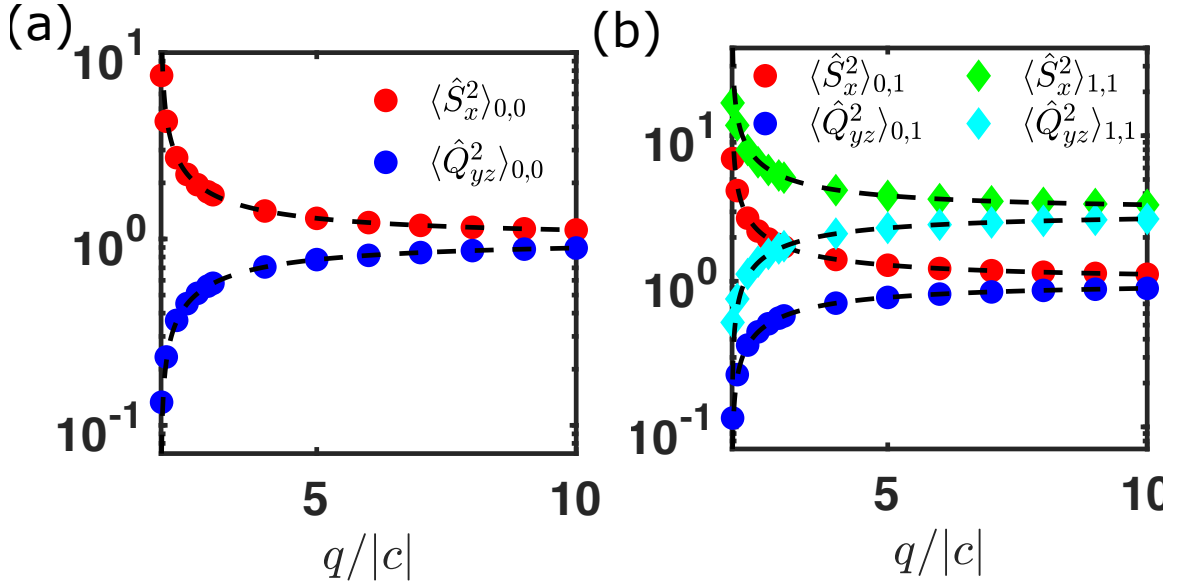 (a)
10^1
10^0
10^-1
⟨Ŝ_x^2⟩_{0,0}
⟨Q̂_{yz}^2⟩_{0,0}
5 10
q/|c|
(b)
10^1
10^0
10^-1
⟨Ŝ_x^2⟩_{0,1} ⟨Ŝ_x^2⟩_{1,1}
⟨Q̂_{yz}^2⟩_{0,1} ⟨Q̂_{yz}^2⟩_{1,1}
5 10
q/|c|